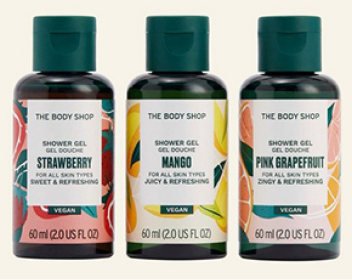 THE BODY SHOP
SHOWER GEL
GEL DOUCHE
STRAWBERRY
FOR ALL SKIN TYPES
SWEET & REFRESHING
VEGAN
60 ml (2.0 US FL OZ)
THE BODY SHOP
SHOWER GEL
GEL DOUCHE
MANGO
FOR ALL SKIN TYPES
JUICY & REFRESHING
VEGAN
60 ml (2.0 US FL OZ)
THE BODY SHOP
SHOWER GEL
GEL DOUCHE
PINK GRAPEFRUIT
FOR ALL SKIN TYPES
ZINGY & REFRESHING
VEGAN
60 ml (2.0 US FL OZ)